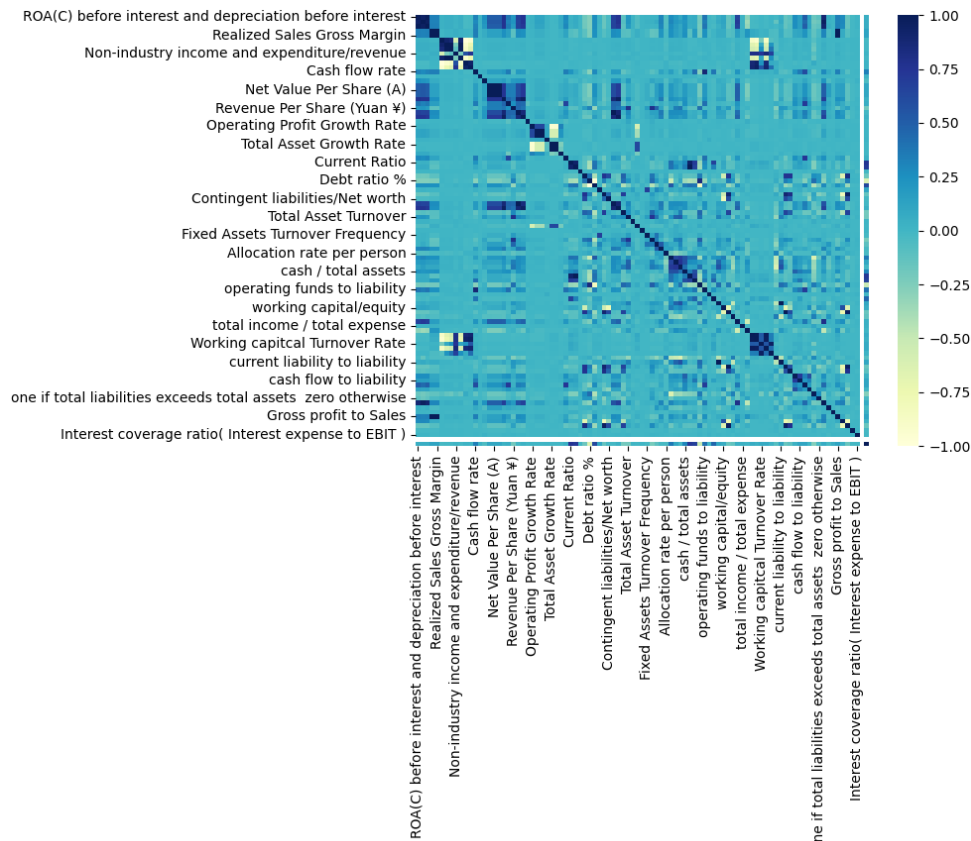 ROA(C) before interest and depreciation before interest
Realized Sales Gross Margin
Non-industry income and expenditure/revenue
Cash flow rate
Net Value Per Share (A)
Revenue Per Share (Yuan ¥)
Operating Profit Growth Rate
Total Asset Growth Rate
Current Ratio
Debt ratio %
Contingent liabilities/Net worth
Total Asset Turnover
Fixed Assets Turnover Frequency
Allocation rate per person
cash / total assets
operating funds to liability
working capital/equity
total income / total expense
Working capitcal Turnover Rate
current liability to liability
cash flow to liability
one if total liabilities exceeds total assets  zero otherwise
Gross profit to Sales
Interest coverage ratio( Interest expense to EBIT )
1.00
0.75
0.50
0.25
0.00
−0.25
−0.50
−0.75
−1.00
ROA(C) before interest and depreciation before interest
Realized Sales Gross Margin
Non-industry income and expenditure/revenue
Cash flow rate
Net Value Per Share (A)
Revenue Per Share (Yuan ¥)
Operating Profit Growth Rate
Total Asset Growth Rate
Current Ratio
Debt ratio %
Contingent liabilities/Net worth
Total Asset Turnover
Fixed Assets Turnover Frequency
Allocation rate per person
cash / total assets
operating funds to liability
working capital/equity
total income / total expense
Working capitcal Turnover Rate
current liability to liability
cash flow to liability
ne if total liabilities exceeds total assets  zero otherwise
Gross profit to Sales
Interest coverage ratio( Interest expense to EBIT )